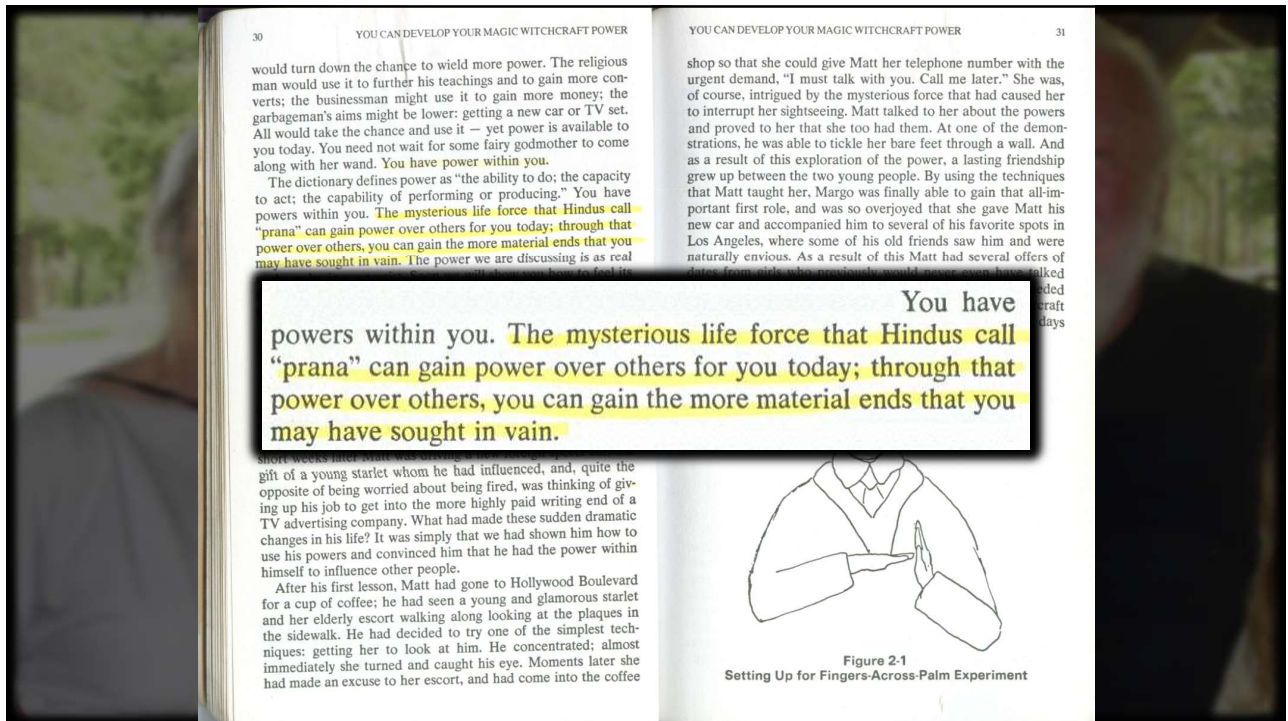 30
YOU CAN DEVELOP YOUR MAGIC WITCHCRAFT POWER
would turn down the chance to wield more power. The religious
man would use it to further his teachings and to gain more con-
verts; the businessman might use it to gain more money; the
garbageman's aims might be lower: getting a new car or TV set.
All would take the chance and use it — yet power is available to
you today. You need not wait for some fairy godmother to come
along with her wand. You have power within you.
The dictionary defines power as "the ability to do; the capacity
to act; the capability of performing or producing." You have
powers within you. The mysterious life force that Hindus call
"prana" can gain power over others for you today; through that
power over others, you can gain the more material ends that you
may have sought in vain. The power we are discussing is as real
You have
powers within you. The mysterious life force that Hindus call
"prana" can gain power over others for you today; through that
power over others, you can gain the more material ends that you
may have sought in vain.
short weeks later Matt was driving a new
gift of a young starlet whom he had influenced, and, quite the
opposite of being worried about being fired, was thinking of giv-
ing up his job to get into the more highly paid writing end of a
TV advertising company. What had made these sudden dramatic
changes in his life? It was simply that we had shown him how to
use his powers and convinced him that he had the power within
himself to influence other people.
After his first lesson, Matt had gone to Hollywood Boulevard
for a cup of coffee; he had seen a young and glamorous starlet
and her elderly escort walking along looking at the plaques in
the sidewalk. He had decided to try one of the simplest tech-
niques: getting her to look at him. He concentrated; almost
immediately she turned and caught his eye. Moments later she
had made an excuse to her escort, and had come into the coffee
YOU CAN DEVELOP YOUR MAGIC WITCHCRAFT POWER
31
shop so that she could give Matt her telephone number with the
urgent demand, "I must talk with you. Call me later." She was,
of course, intrigued by the mysterious force that had caused her
to interrupt her sightseeing. Matt talked to her about the powers
and proved to her that she too had them. At one of the demon-
strations, he was able to tickle her bare feet through a wall. And
as a result of this exploration of the power, a lasting friendship
grew up between the two young people. By using the techniques
that Matt taught her, Margo was finally able to gain that all-im-
portant first role, and was so overjoyed that she gave Matt his
new car and accompanied him to several of his favorite spots in
Los Angeles, where some of his old friends saw him and were
naturally envious. As a result of this Matt had several offers of
dates from girls who previously would never even have talked
days
Figure 2-1
Setting Up for Fingers-Across-Palm Experiment